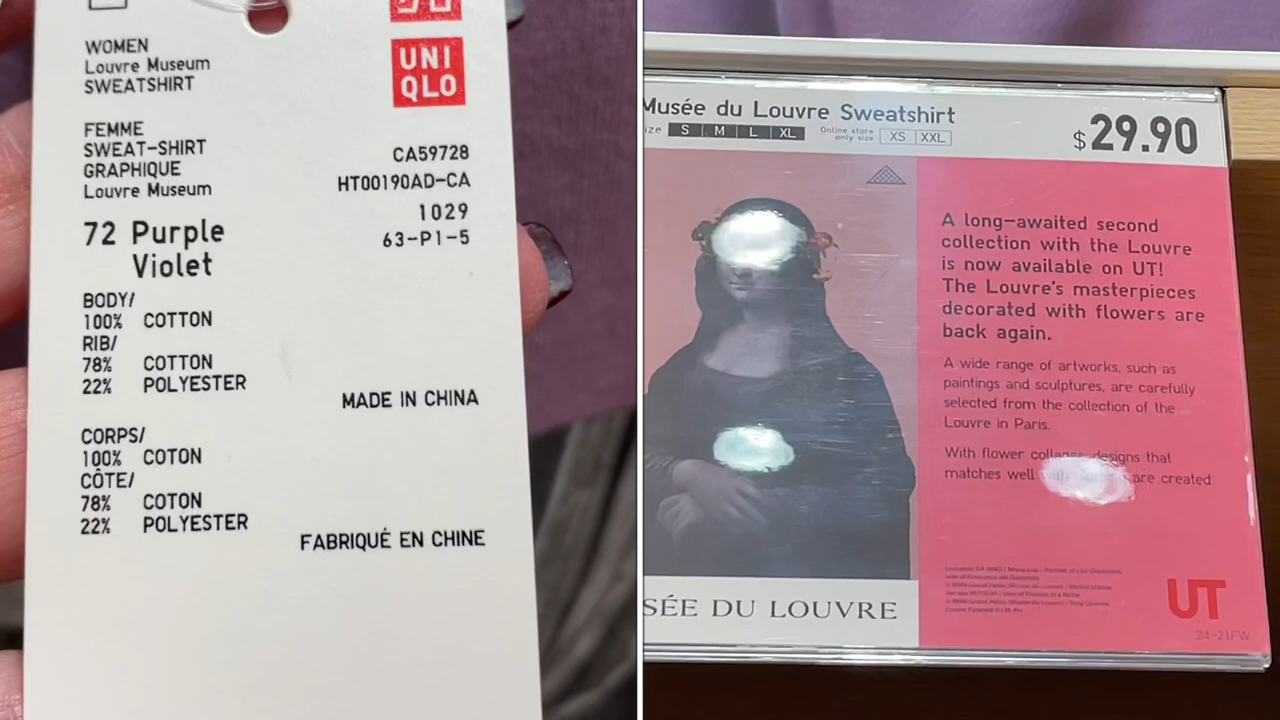 WOMEN
Louvre Museum
SWEATSHIRT
UNI
QLO
FEMME
SWEAT-SHIRT
GRAPHIQUE
Louvre Museum
CA59728
HT00190AD-CA
1029
63-P1-5
72 Purple
Violet
BODY/
100% COTTON
RIB/
78% COTTON
22% POLYESTER
MADE IN CHINA
CORPS/
100% COTON
CÔTE/
78% COTON
22% POLYESTER
FABRIQUÉ EN CHINE
Musée du Louvre Sweatshirt
S M L XL Online store only size XS XXL
$29.90
A long-awaited second
collection with the Louvre
is now available on UT!
The Louvre's masterpieces
decorated with flowers are
back again.
A wide range of artworks, such as
paintings and sculptures, are carefully
selected from the collection of the
Louvre in Paris.
With flower designs that
matches well are created.
SÉE DU LOUVRE
UT
24-21FW